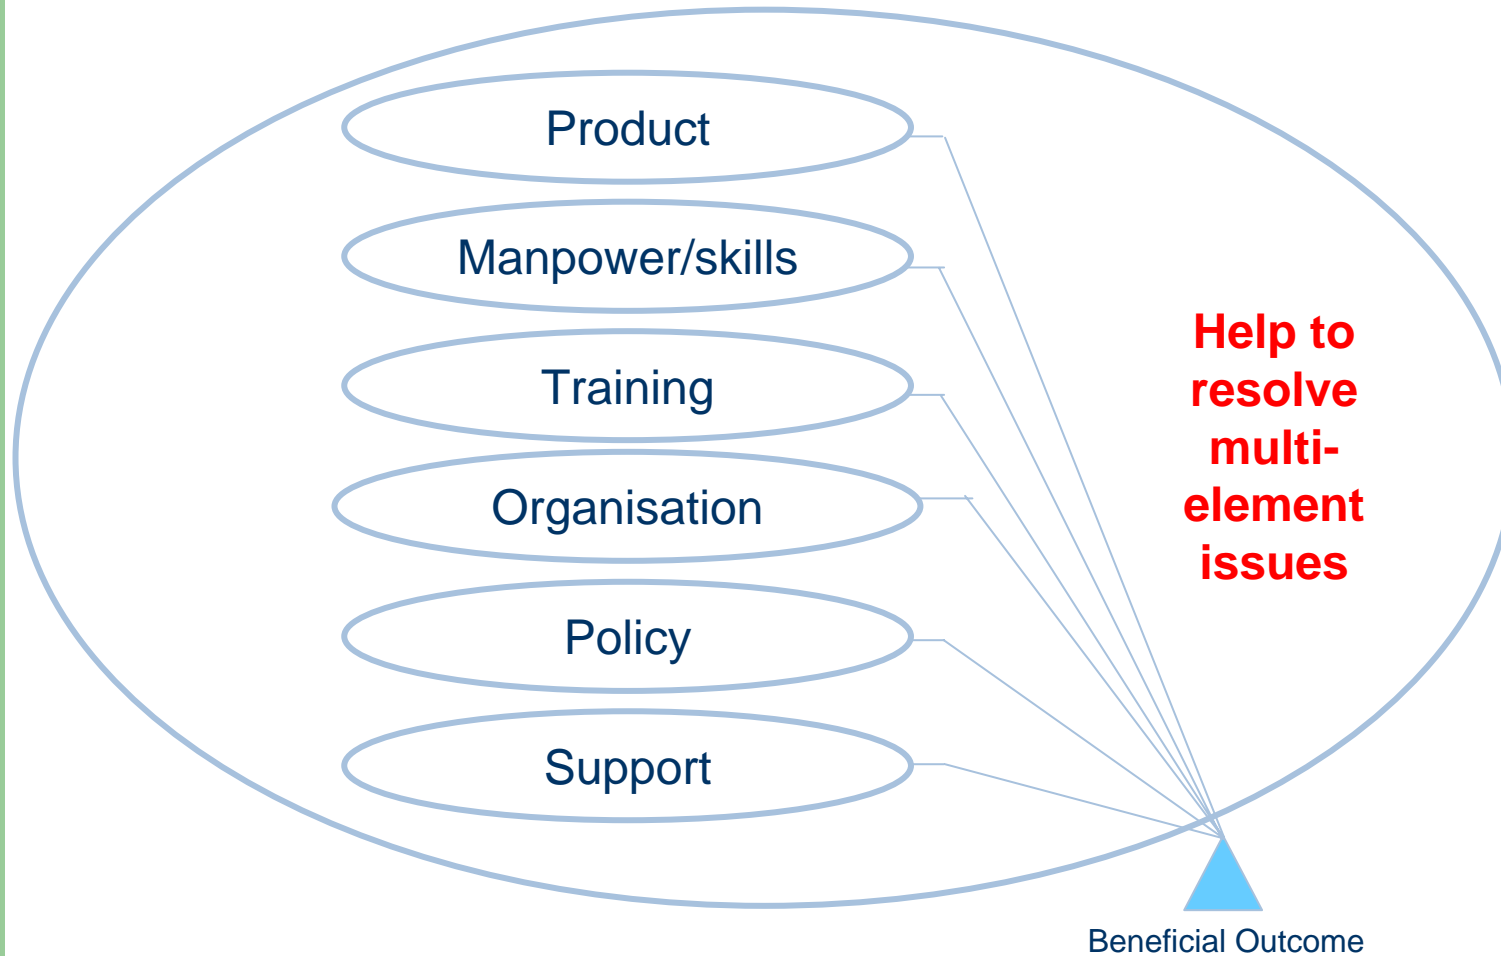 Product
Manpower/skills
Training
Organisation
Policy
Support
Help to
resolve
multi-
element
issues
Beneficial Outcome